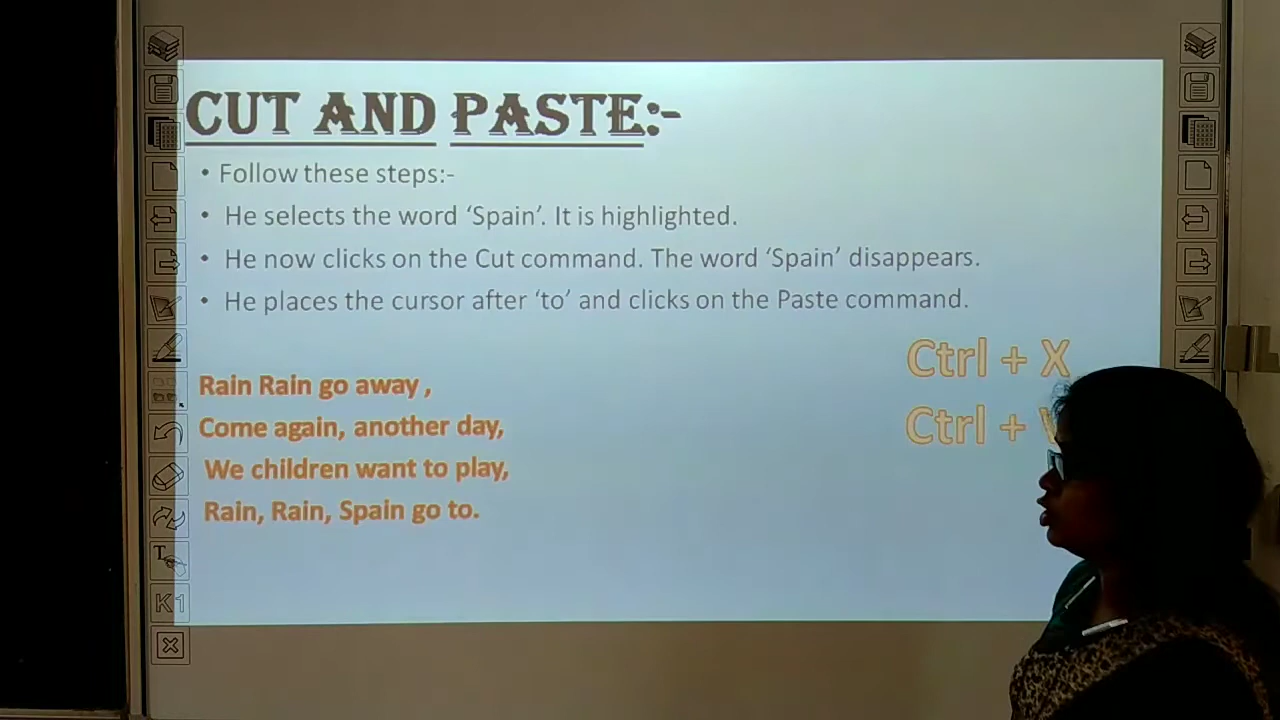 CUT AND PASTE:-
• Follow these steps:-
• He selects the word ‘Spain’. It is highlighted.
• He now clicks on the Cut command. The word ‘Spain’ disappears.
• He places the cursor after ‘to’ and clicks on the Paste command.
Ctrl + X
Ctrl +
Rain Rain go away ,
Come again, another day,
We children want to play,
Rain, Rain, Spain go to.
T
K1